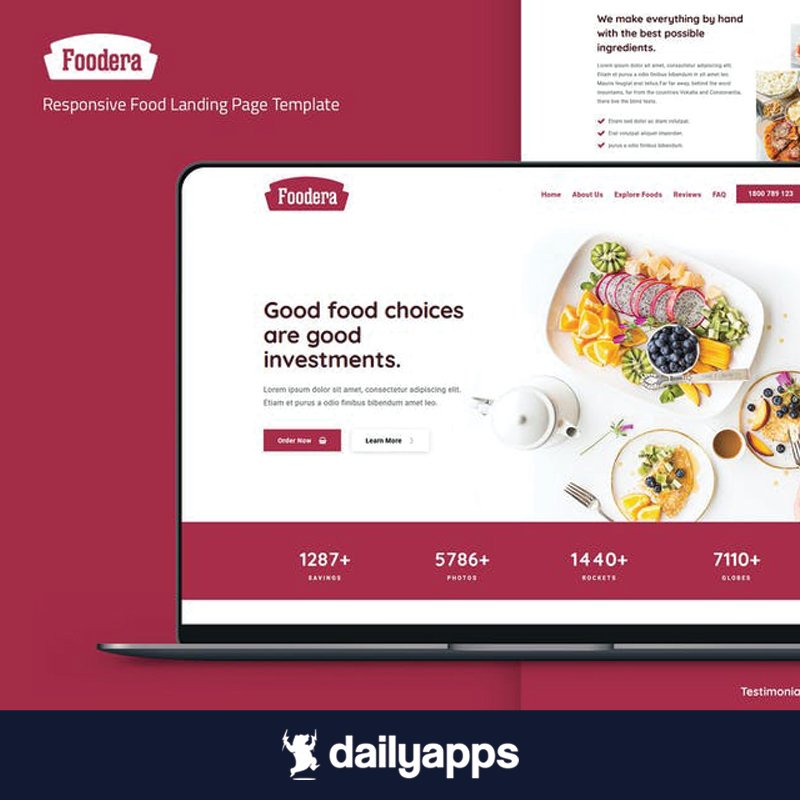 Foodera
Responsive Food Landing Page Template
We make everything by hand
with the best possible
ingredients.
Lorem ipsum dolor sit amet, consectetur adipiscing elit.
Etiam et purus a odio finibus bibendum in sit amet leo.
Mauris feugiat erat tellus Far far away, behind the word
mountains, far from the countries Vokalia and Consonantia,
there live the blind texts.
Etiam sed dolor ac diam volutpat.
Erat volutpat aliquet imperdiet.
purus a odio finibus bibendum.
Foodera
Home About Us Explore Foods Reviews FAQ 1800 789 123
Good food choices
are good
investments.
Lorem ipsum dolor sit amet, consectetur adipiscing elit.
Etiam et purus a odio finibus bibendum amet leo.
Order Now Learn More
1287+ 5786+ 1440+ 7110+
SAVINGS PHOTOS ROCKETS GLOBES
Testimonia
dailyapps